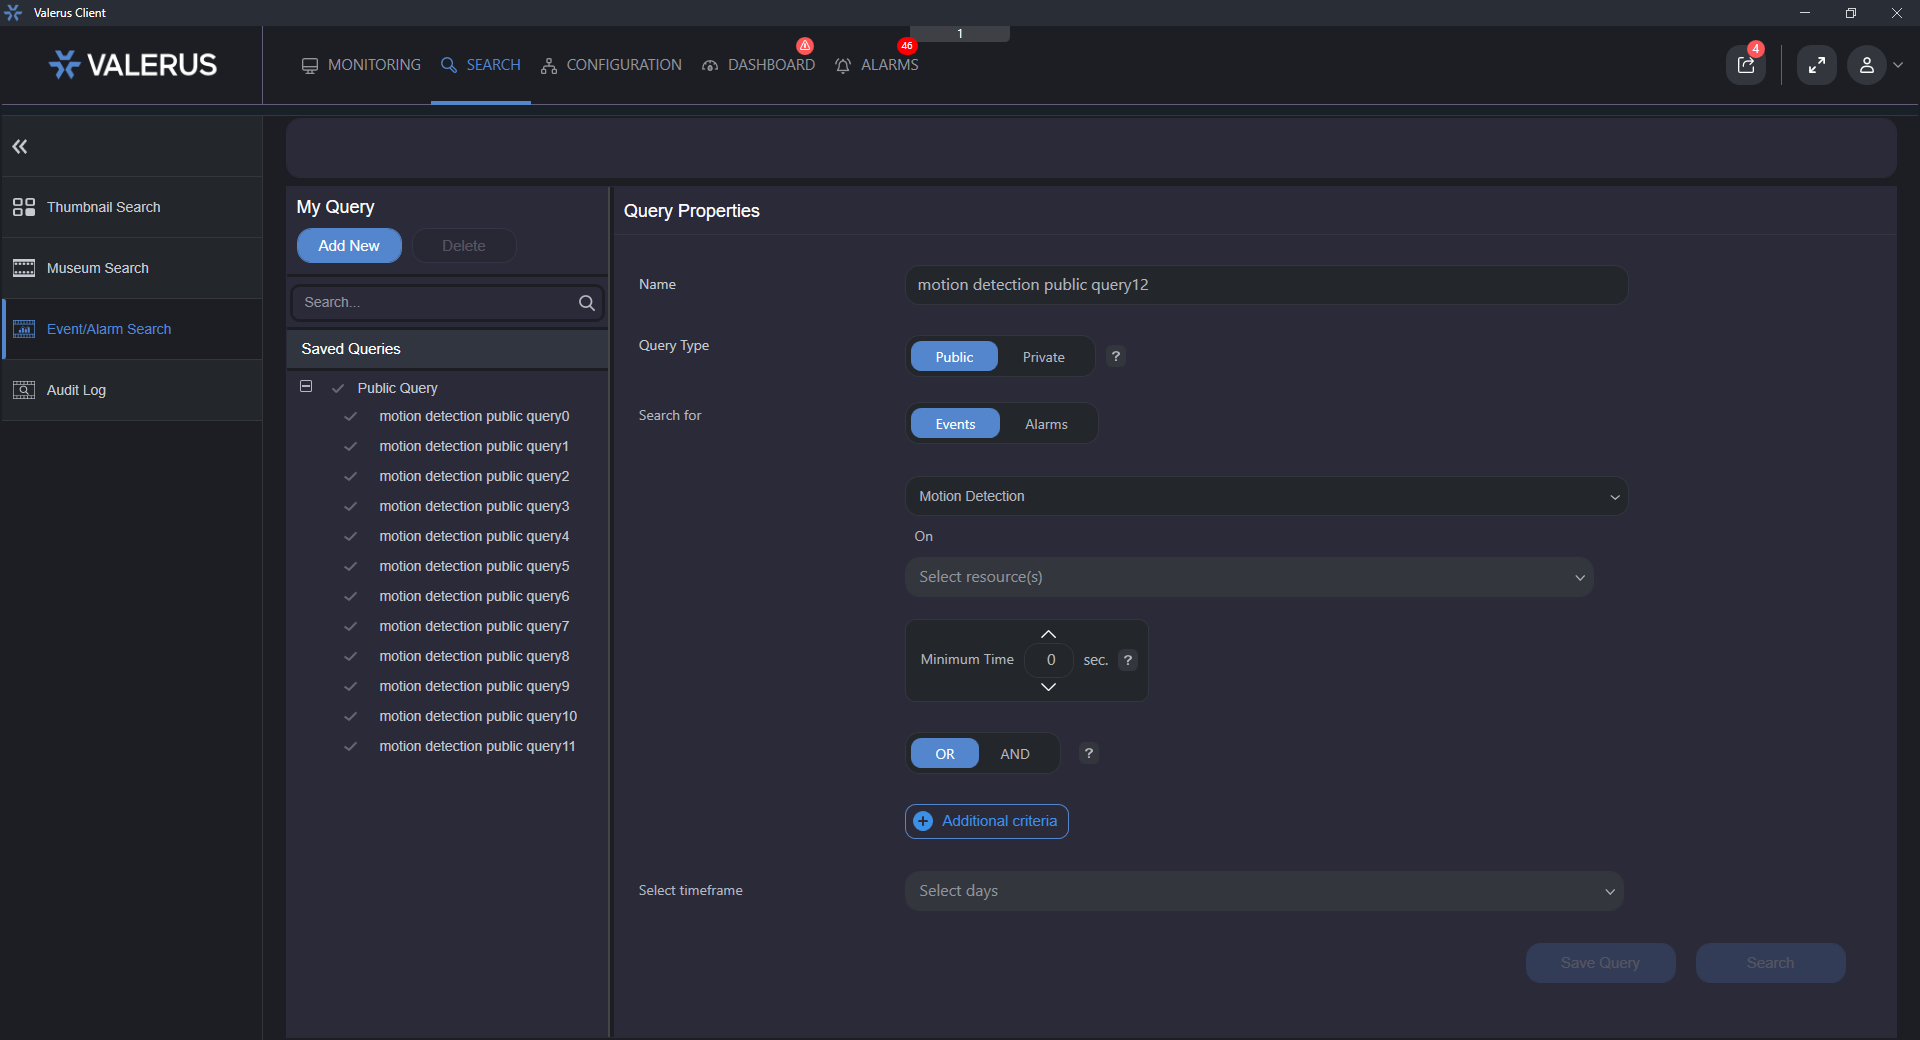 Valerus Client
VALERUS
MONITORING
SEARCH
CONFIGURATION
DASHBOARD
46
ALARMS
1
4
Thumbnail Search
Museum Search
Event/Alarm Search
Audit Log
My Query
Add New
Delete
Search...
Saved Queries
Public Query
motion detection public query0
motion detection public query1
motion detection public query2
motion detection public query3
motion detection public query4
motion detection public query5
motion detection public query6
motion detection public query7
motion detection public query8
motion detection public query9
motion detection public query10
motion detection public query11
Query Properties
Name
motion detection public query12
Query Type
Public
Private
?
Search for
Events
Alarms
Motion Detection
On
Select resource(s)
Minimum Time
0
sec.
?
OR
AND
?
Additional criteria
Select timeframe
Select days
Save Query
Search